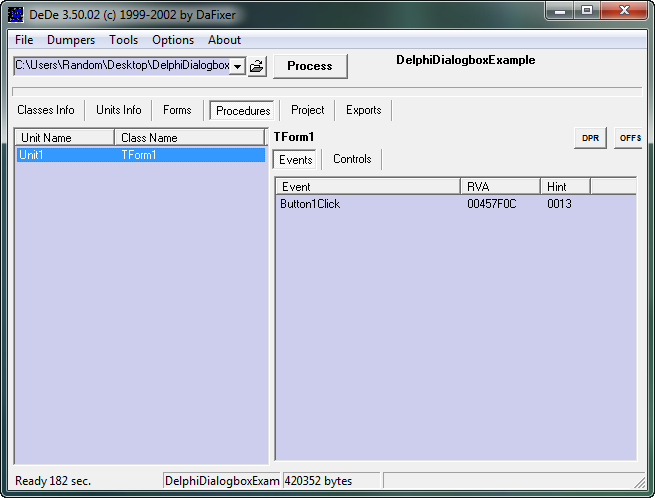 DeDe 3.50.02 (c) 1999-2002 by DaFixer
File Dumpers Tools Options About
C:\Users\Random\Desktop\DelphiDialogbox Process DelphiDialogboxExample
Classes Info Units Info Forms Procedures Project Exports
Unit Name Class Name
Unit1 TForm1
TForm1 DPR OFFS
Events Controls
Event RVA Hint
Button1Click 00457F0C 0013
Ready 182 sec. DelphiDialogboxExam 420352 bytes